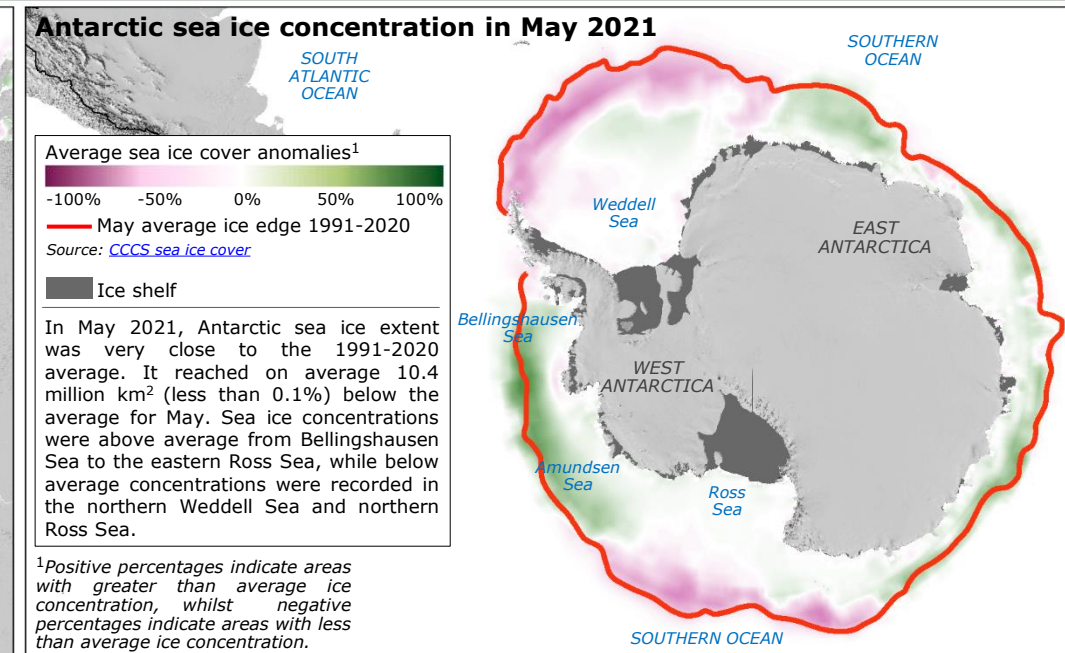 Antarctic sea ice concentration in May 2021
SOUTH
ATLANTIC
OCEAN
SOUTHERN
OCEAN
Average sea ice cover anomalies¹
-100% -50% 0% 50% 100%
May average ice edge 1991-2020
Source: CCCS sea ice cover
Ice shelf
In May 2021, Antarctic sea ice extent
was very close to the 1991-2020
average. It reached on average 10.4
million km² (less than 0.1%) below the
average for May. Sea ice concentrations
were above average from Bellingshausen
Sea to the eastern Ross Sea, while below
average concentrations were recorded in
the northern Weddell Sea and northern
Ross Sea.
¹Positive percentages indicate areas
with greater than average ice
concentration, whilst negative
percentages indicate areas with less
than average ice concentration.
Weddell
Sea
EAST
ANTARCTICA
Bellingshausen
Sea
WEST
ANTARCTICA
Amundsen
Sea
Ross
Sea
SOUTHERN OCEAN